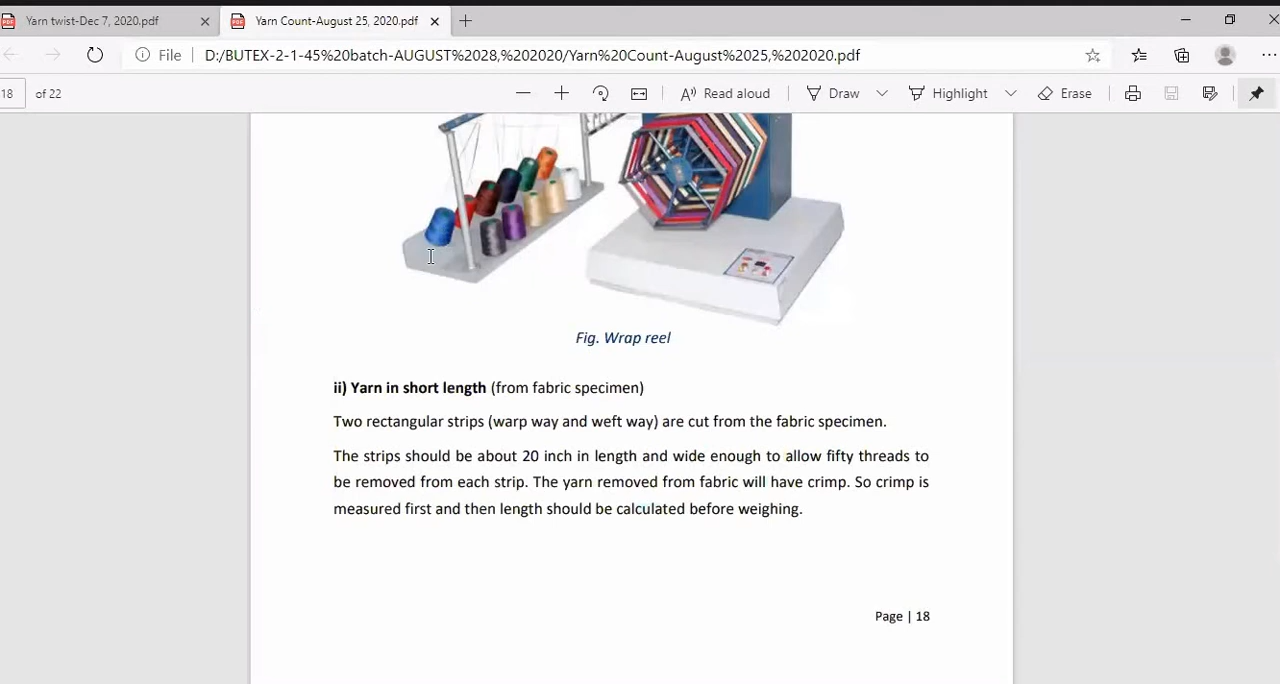 Yarn twist-Dec 7, 2020.pdf
Yarn Count-August 25, 2020.pdf
File D:/BUTEX-2-1-45%20batch-AUGUST%2028,%202020/Yarn%20Count-August%2025,%202020.pdf
18 of 22 Read aloud Draw Highlight Erase
Fig. Wrap reel
ii) Yarn in short length (from fabric specimen)
Two rectangular strips (warp way and weft way) are cut from the fabric specimen.
The strips should be about 20 inch in length and wide enough to allow fifty threads to
be removed from each strip. The yarn removed from fabric will have crimp. So crimp is
measured first and then length should be calculated before weighing.
Page | 18